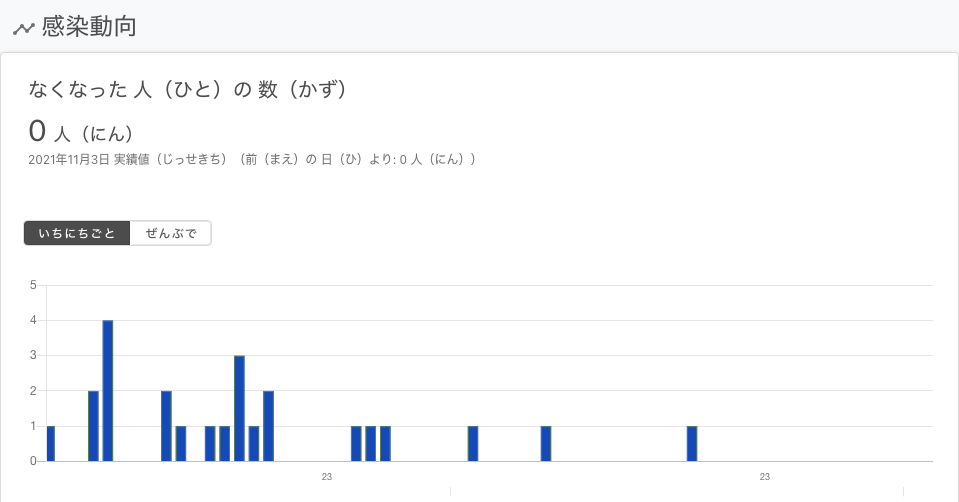 感染動向
なくなった 人（ひと）の 数（かず）
0 人（にん）
2021年11月3日 実績値（じっせきち）（前（まえ）の 日（ひ）より: 0 人（にん））
いちにちごと ぜんぶで
5
4
3
2
1
0
23 23